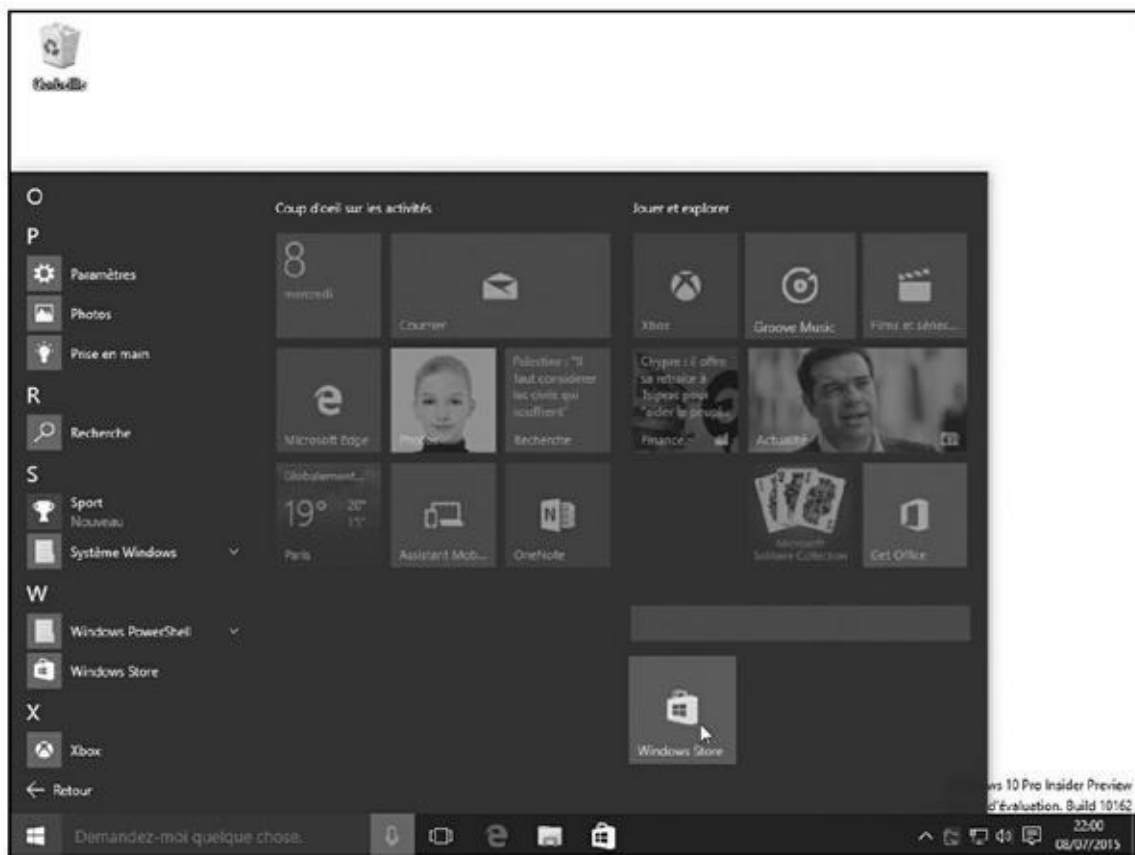 Corbeille
O
P
Paramètres
Photos
Prise en main
R
Recherche
S
Sport
Nouveau
Système Windows
W
Windows PowerShell
Windows Store
X
Xbox
Retour
Coup d'oeil sur les activités
8
mercredi
Courrier
Microsoft Edge
Photos
Palestine : "Il
faut considérer
les civils qui
souffrent"
Recherche
Globalement...
19° 20°
15°
Paris
Assistant Mob...
OneNote
Jouer et explorer
Xbox
Groove Music
Films et séries...
Chypre : il offre
sa retraite à
Tsipras pour
"aider le peupl...
Finance
Actualité
Microsoft
Solitaire Collection
Get Office
Windows Store
ws 10 Pro Insider Preview
d'évaluation. Build 10162
Demandez-moi quelque chose.
22:00
08/07/2015